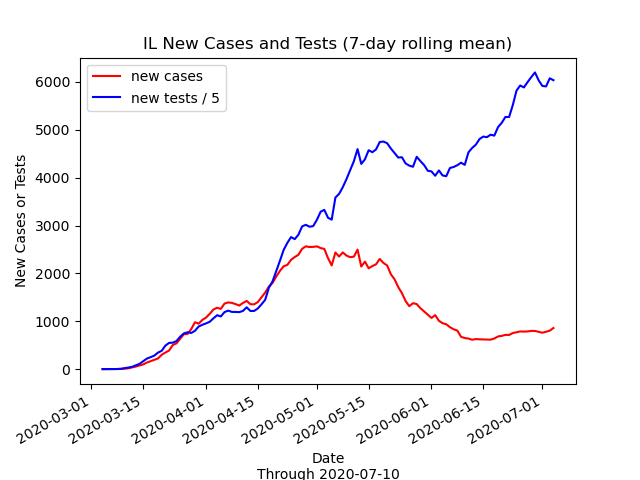 IL New Cases and Tests (7-day rolling mean)
new cases
new tests / 5
New Cases or Tests
6000
5000
4000
3000
2000
1000
0
2020-03-01
2020-03-15
2020-04-01
2020-04-15
2020-05-01
2020-05-15
2020-06-01
2020-06-15
2020-07-01
Date
Through 2020-07-10